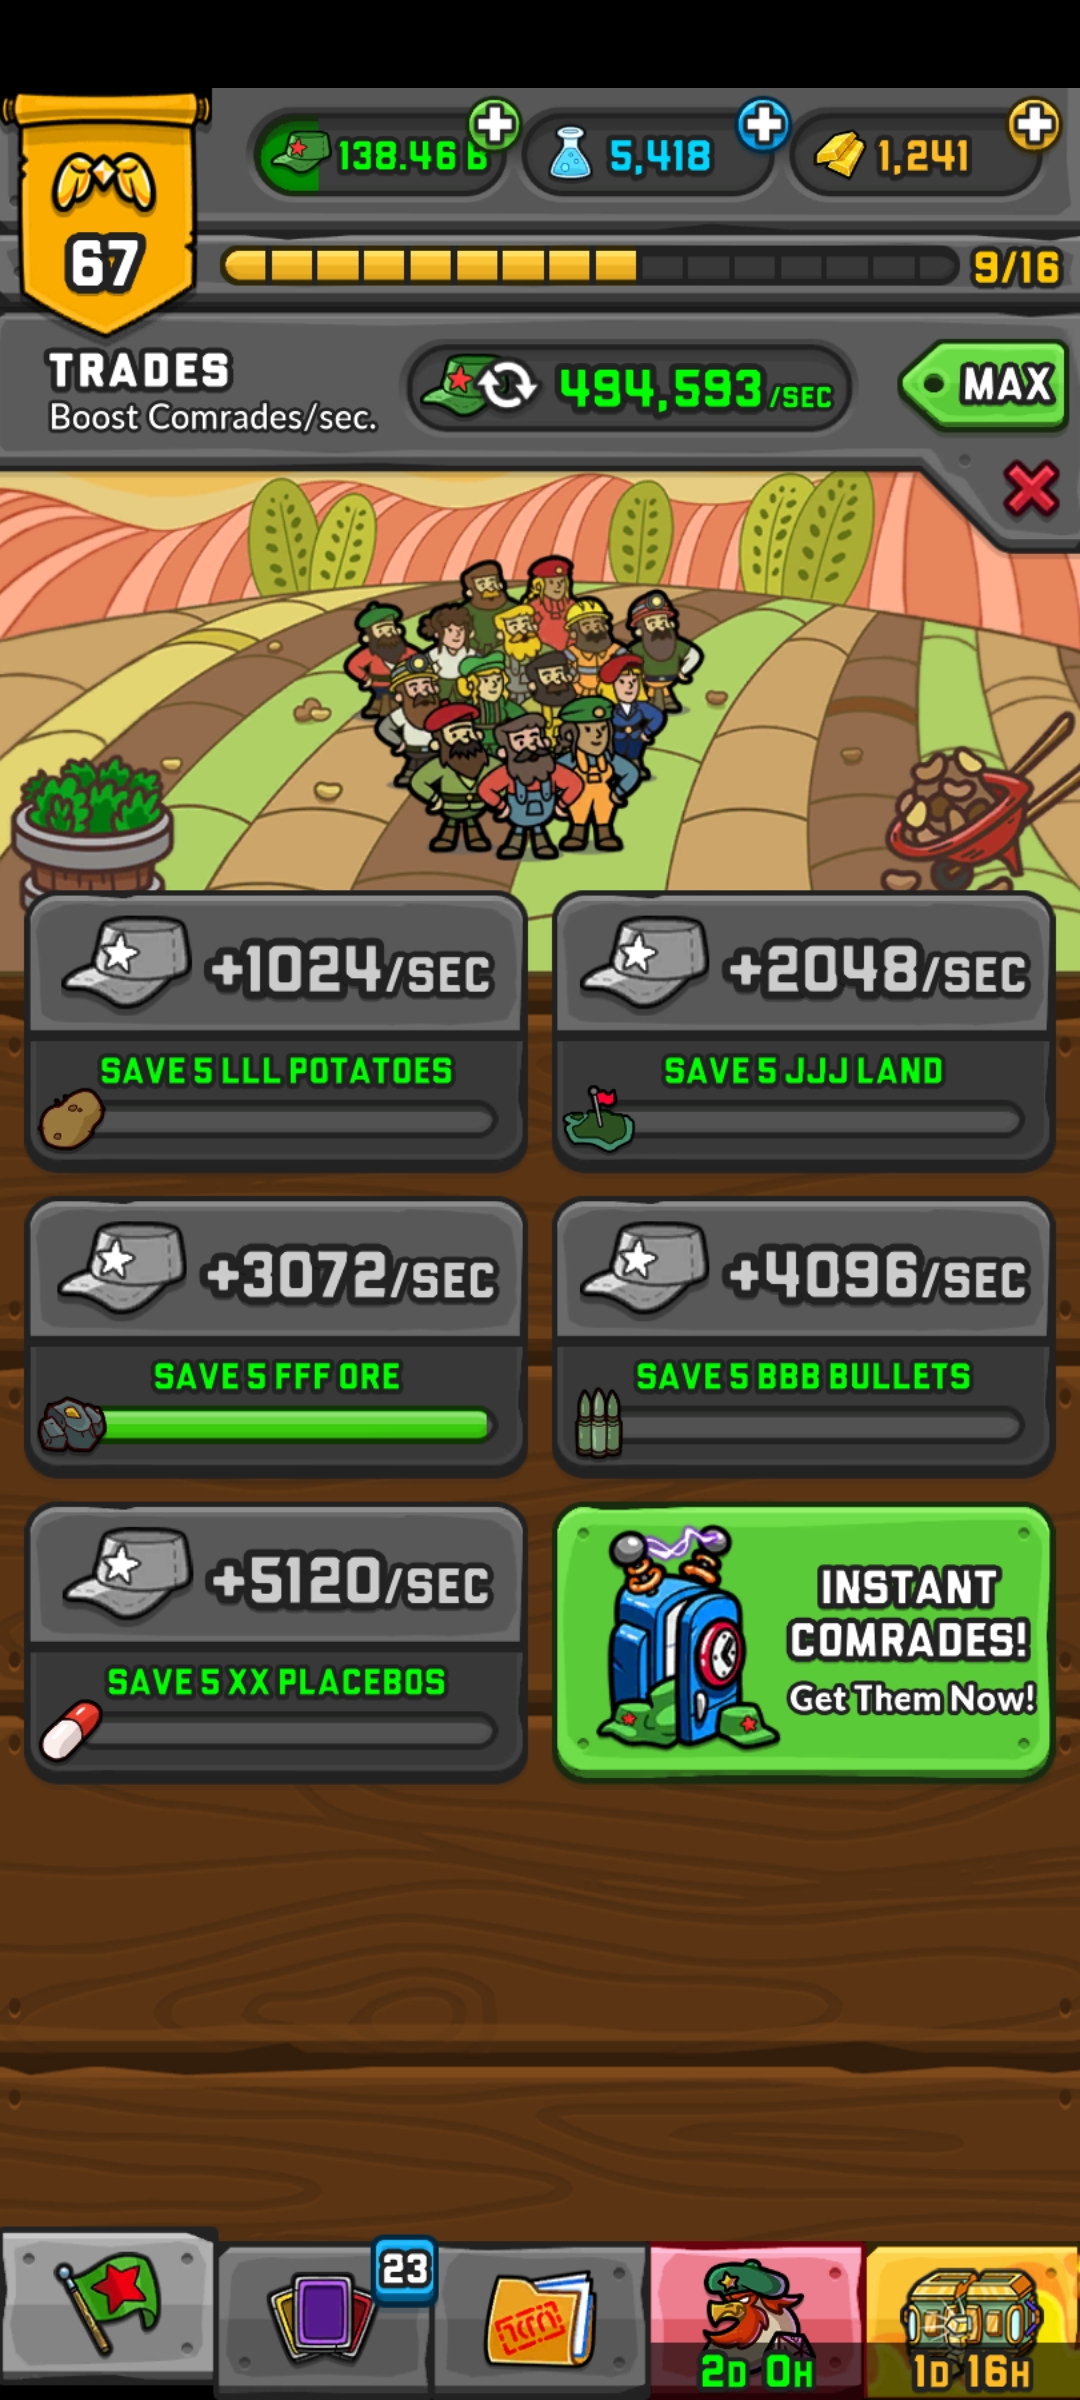 138.46 B
5,418
1,241
67
9/16
TRADES
Boost Comrades/sec.
494,593/SEC
MAX
+1024/SEC
SAVE 5 LLL POTATOES
+2048/SEC
SAVE 5 JJJ LAND
+3072/SEC
SAVE 5 FFF ORE
+4096/SEC
SAVE 5 BBB BULLETS
+5120/SEC
SAVE 5 XX PLACEBOS
INSTANT
COMRADES!
Get Them Now!
23
2D 0H
1D 16H